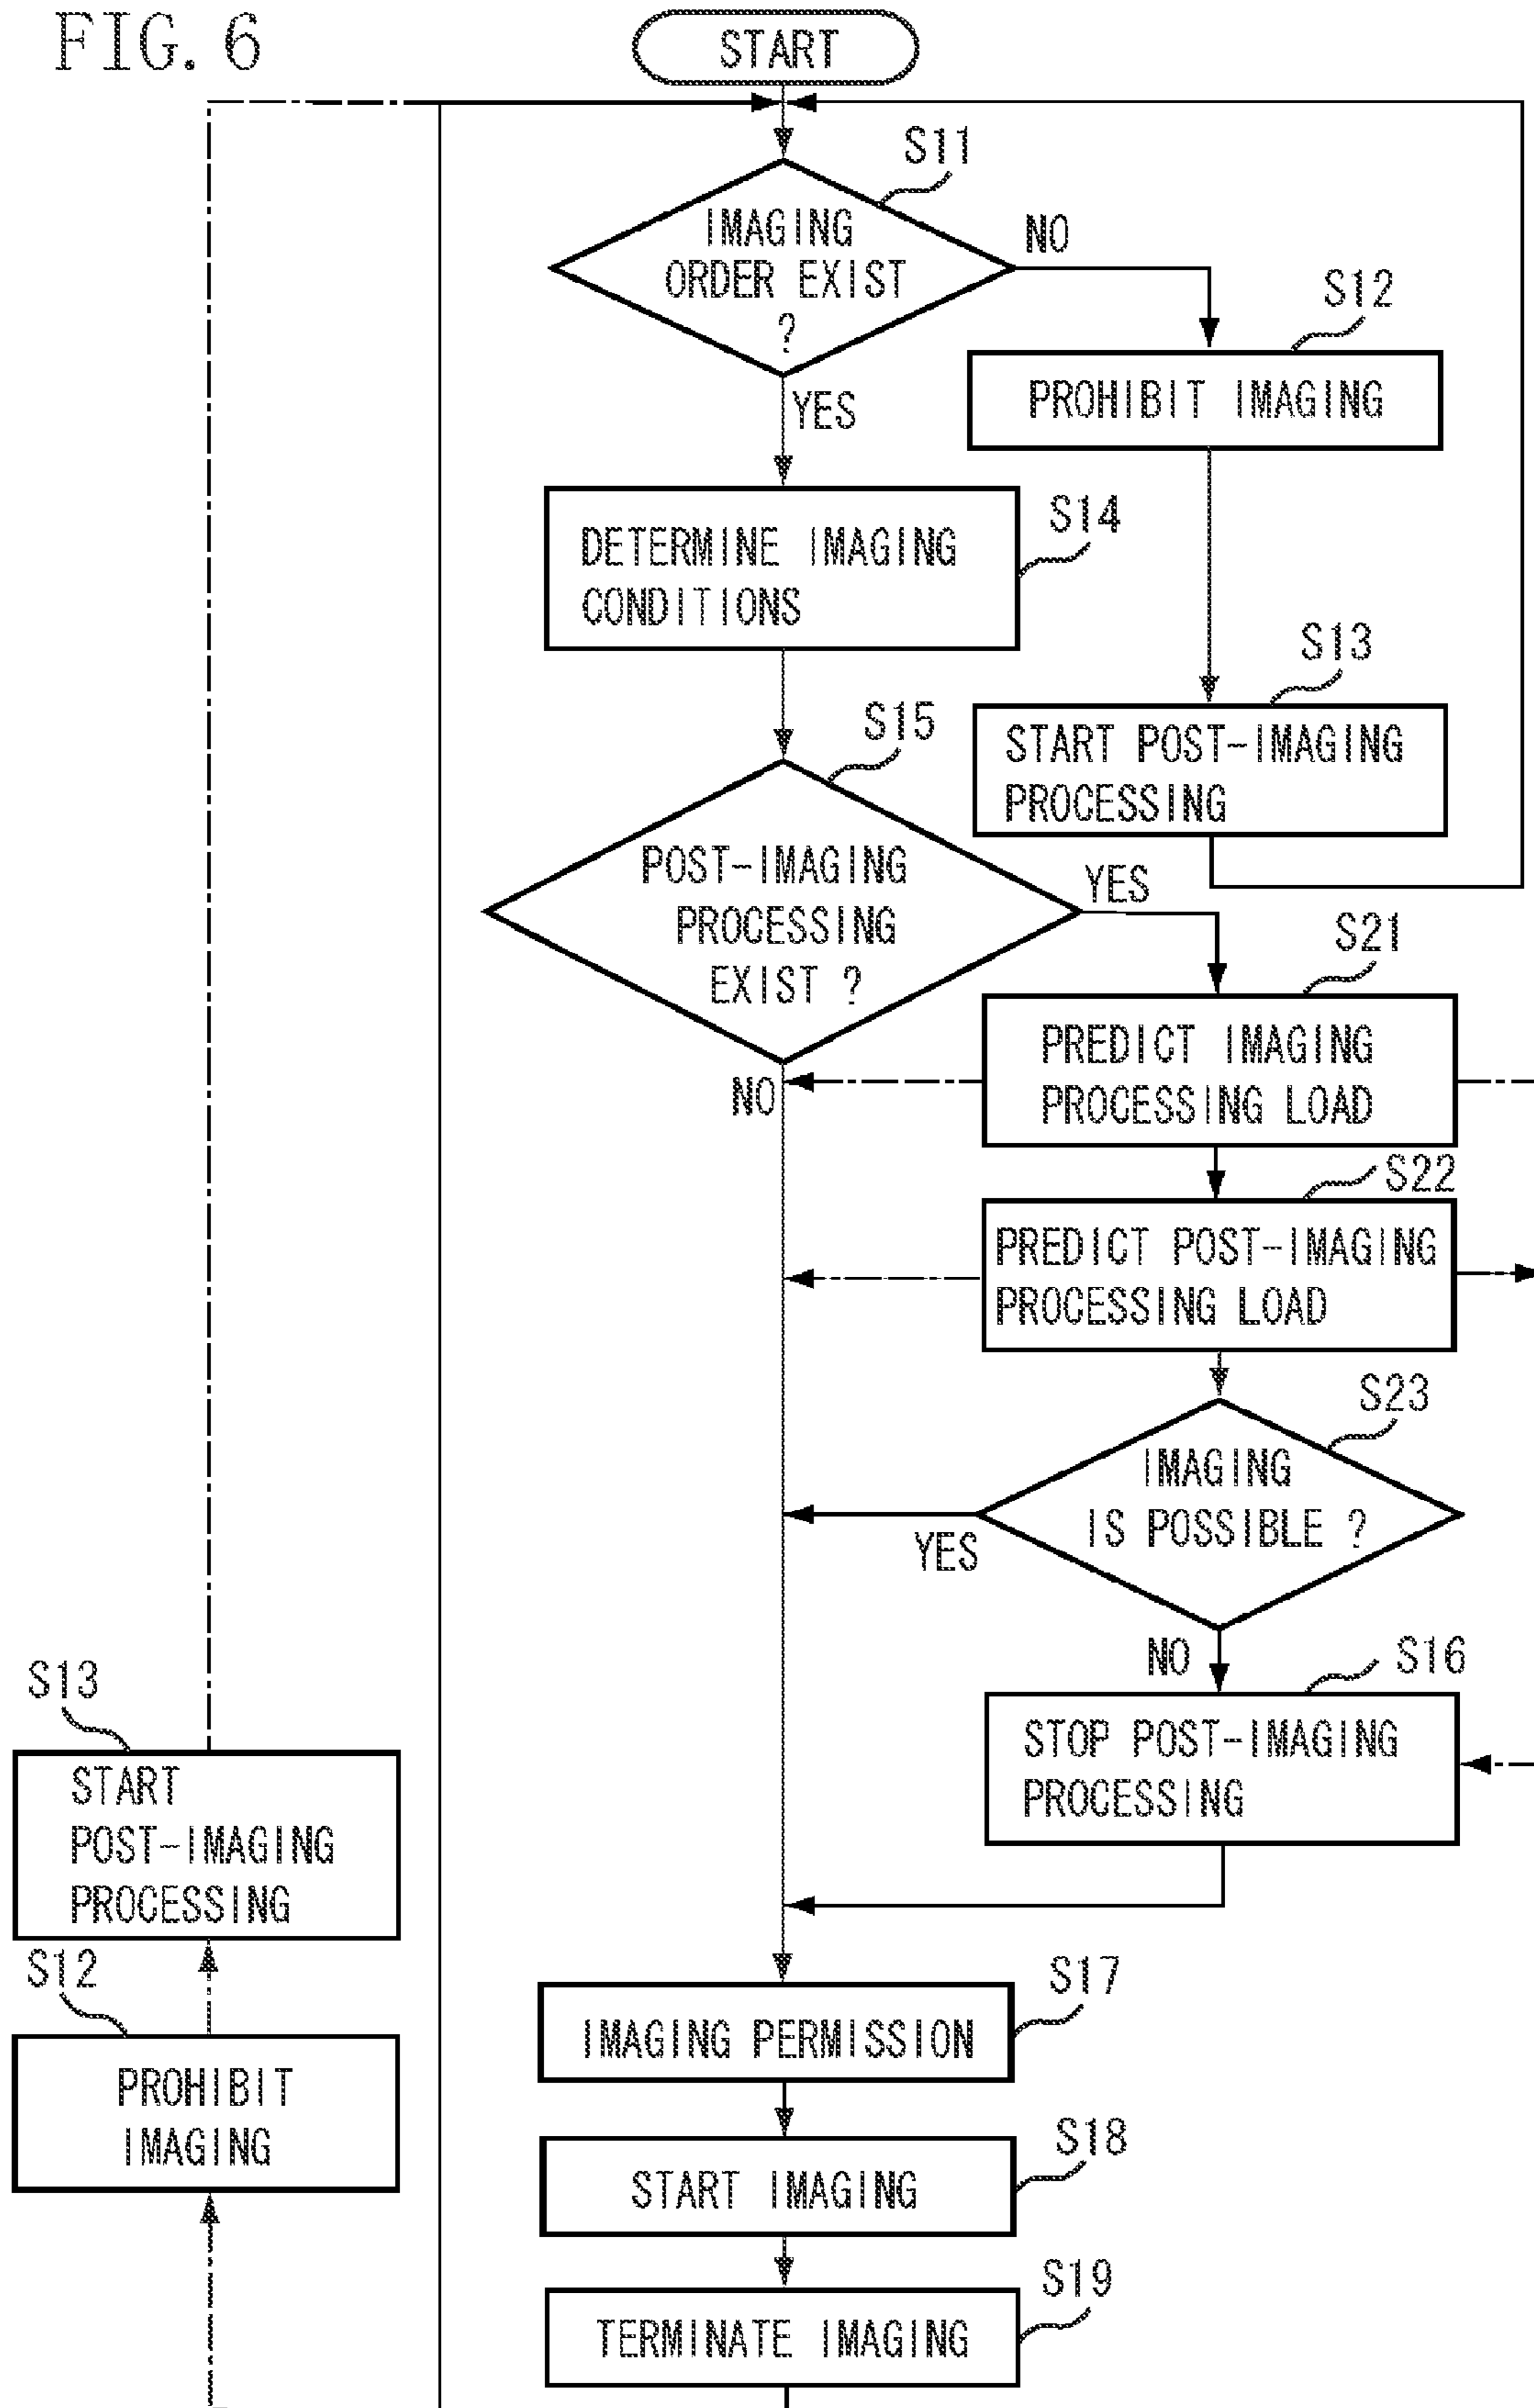 FIG. 6
START
S11
IMAGING
ORDER EXIST
?
NO
YES
S12
PROHIBIT IMAGING
S14
DETERMINE IMAGING
CONDITIONS
S13
START POST-IMAGING
PROCESSING
S15
POST-IMAGING
PROCESSING
EXIST ?
YES
NO
S21
PREDICT IMAGING
PROCESSING LOAD
S22
PREDICT POST-IMAGING
PROCESSING LOAD
S23
IMAGING
IS POSSIBLE ?
YES
NO
S16
STOP POST-IMAGING
PROCESSING
S13
START
POST-IMAGING
PROCESSING
S12
PROHIBIT
IMAGING
S17
IMAGING PERMISSION
S18
START IMAGING
S19
TERMINATE IMAGING